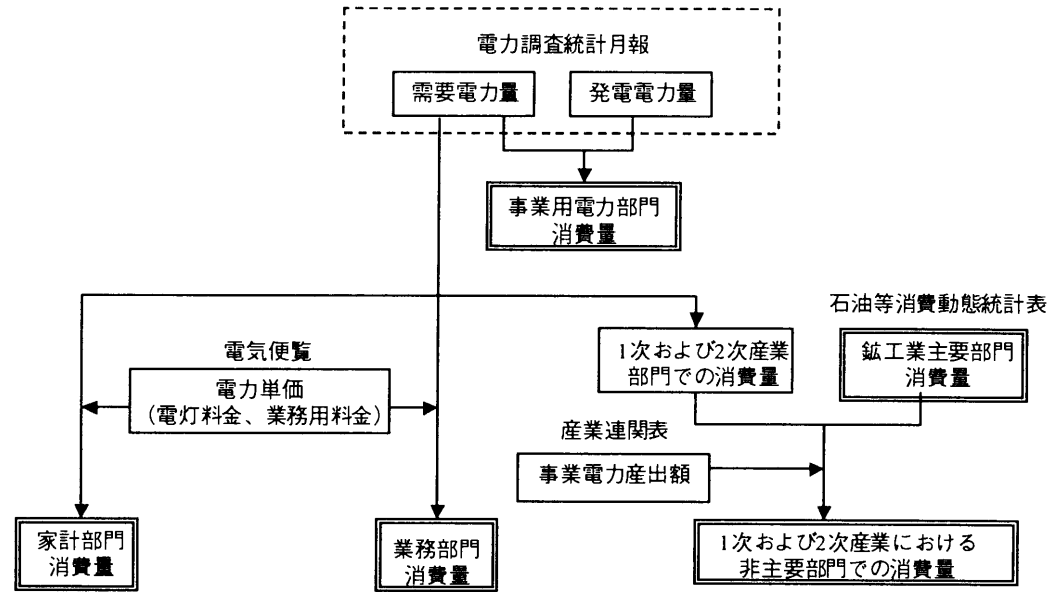 電力調査統計月報
需要電力量
発電電力量
事業用電力部門
消費量
石油等消費動態統計表
1次および2次産業
部門での消費量
鉱工業主要部門
消費量
電気便覧
電力単価
（電灯料金、業務用料金）
産業連関表
事業電力産出額
家計部門
消費量
業務部門
消費量
1次および2次産業における
非主要部門での消費量